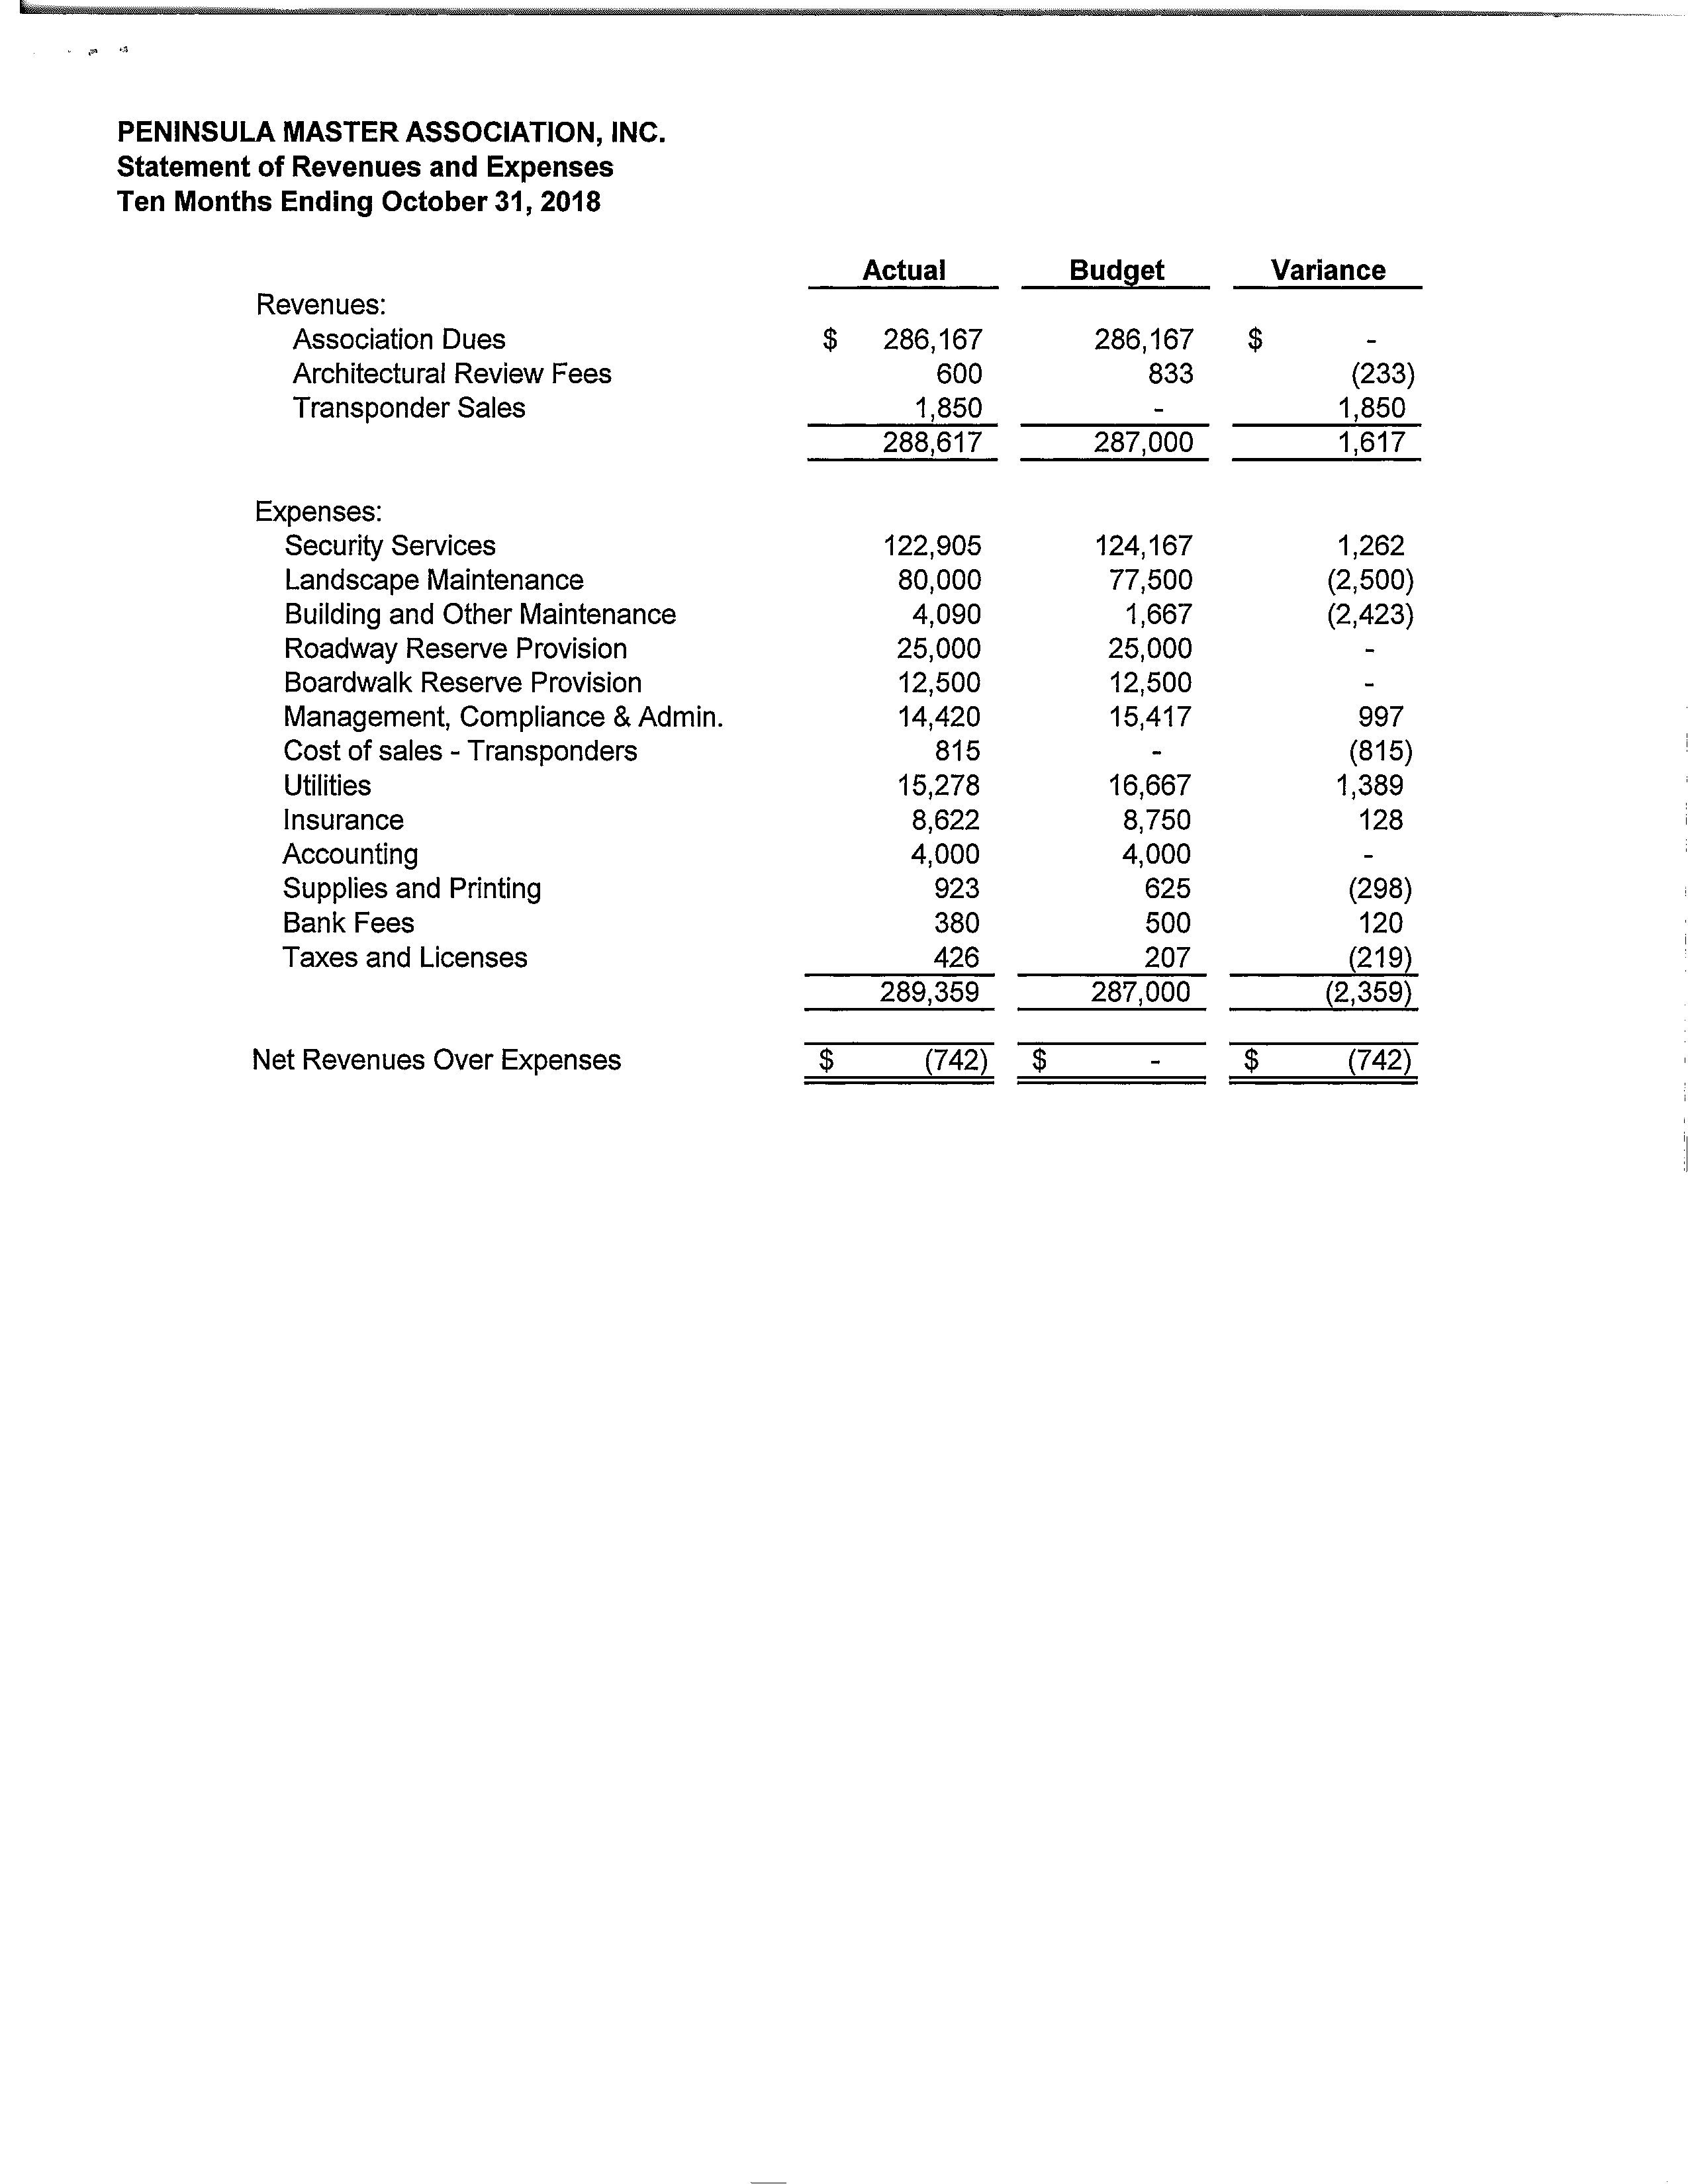 PENINSULA MASTER ASSOCIATION, INC.
Statement of Revenues and Expenses
Ten Months Ending October 31, 2018
Actual Budget Variance
Revenues:
Association Dues $ 286,167 286,167 $ -
Architectural Review Fees 600 833 (233)
Transponder Sales 1,850 - 1,850
288,617 287,000 1,617
Expenses:
Security Services 122,905 124,167 1,262
Landscape Maintenance 80,000 77,500 (2,500)
Building and Other Maintenance 4,090 1,667 (2,423)
Roadway Reserve Provision 25,000 25,000 -
Boardwalk Reserve Provision 12,500 12,500 -
Management, Compliance & Admin. 14,420 15,417 997
Cost of sales - Transponders 815 - (815)
Utilities 15,278 16,667 1,389
Insurance 8,622 8,750 128
Accounting 4,000 4,000 -
Supplies and Printing 923 625 (298)
Bank Fees 380 500 120
Taxes and Licenses 426 207 (219)
289,359 287,000 (2,359)
Net Revenues Over Expenses $ (742) $ - $ (742)